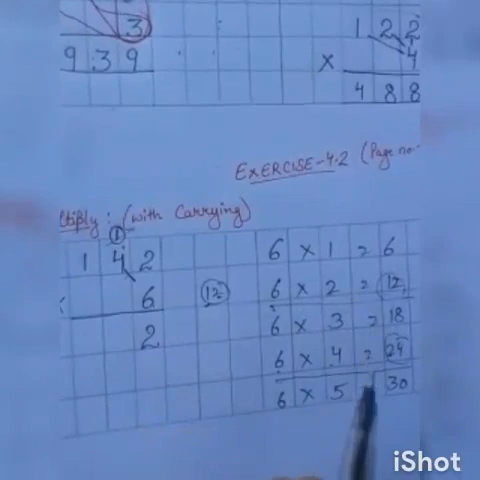 3
9 3 9
1 2 2
× 4
4 8 8
EXERCISE-4.2 (Page no.
ltiply: (with Carrying)
1
1 4 2
6
2
12
6 × 1 = 6
6 × 2 = 12
6 × 3 = 18
6 × 4 = 24
6 × 5 = 30
iShot